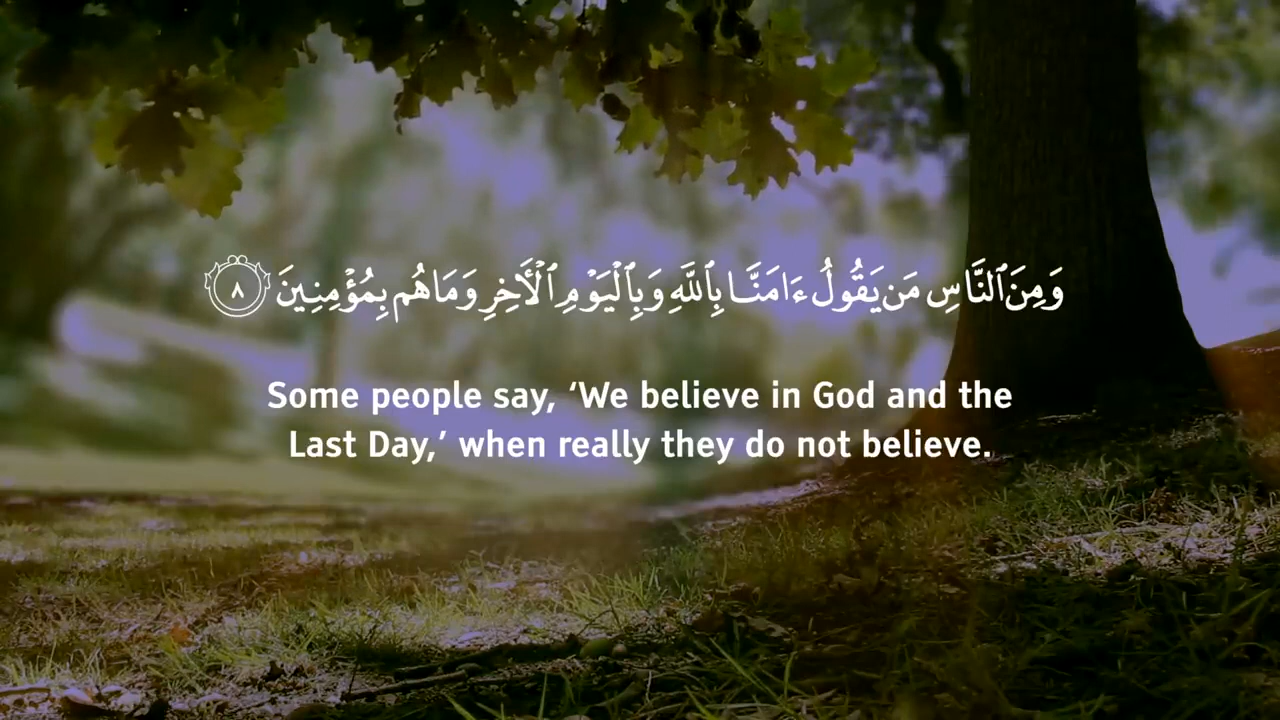 وَمِنَ ٱلنَّاسِ مَن يَقُولُ ءَامَنَّا بِٱللَّهِ وَبِٱلْيَوْمِ ٱلْأَخِرِ وَمَا هُم بِمُؤْمِنِينَ ٨
Some people say, ‘We believe in God and the
Last Day,’ when really they do not believe.